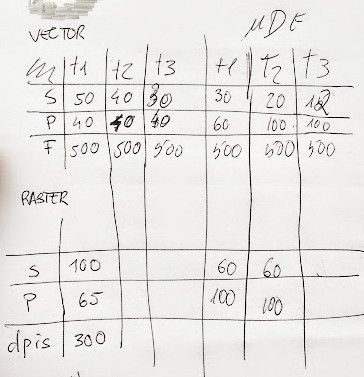 VECTOR
μDF
m t1 t2 t3 t1 t2 t3
S 50 40 30 30 20 12
P 40 40 40 60 100 100
F 500 500 500 500 500 500
RASTER
S 100 60 60
P 65 100 100
dpis 300